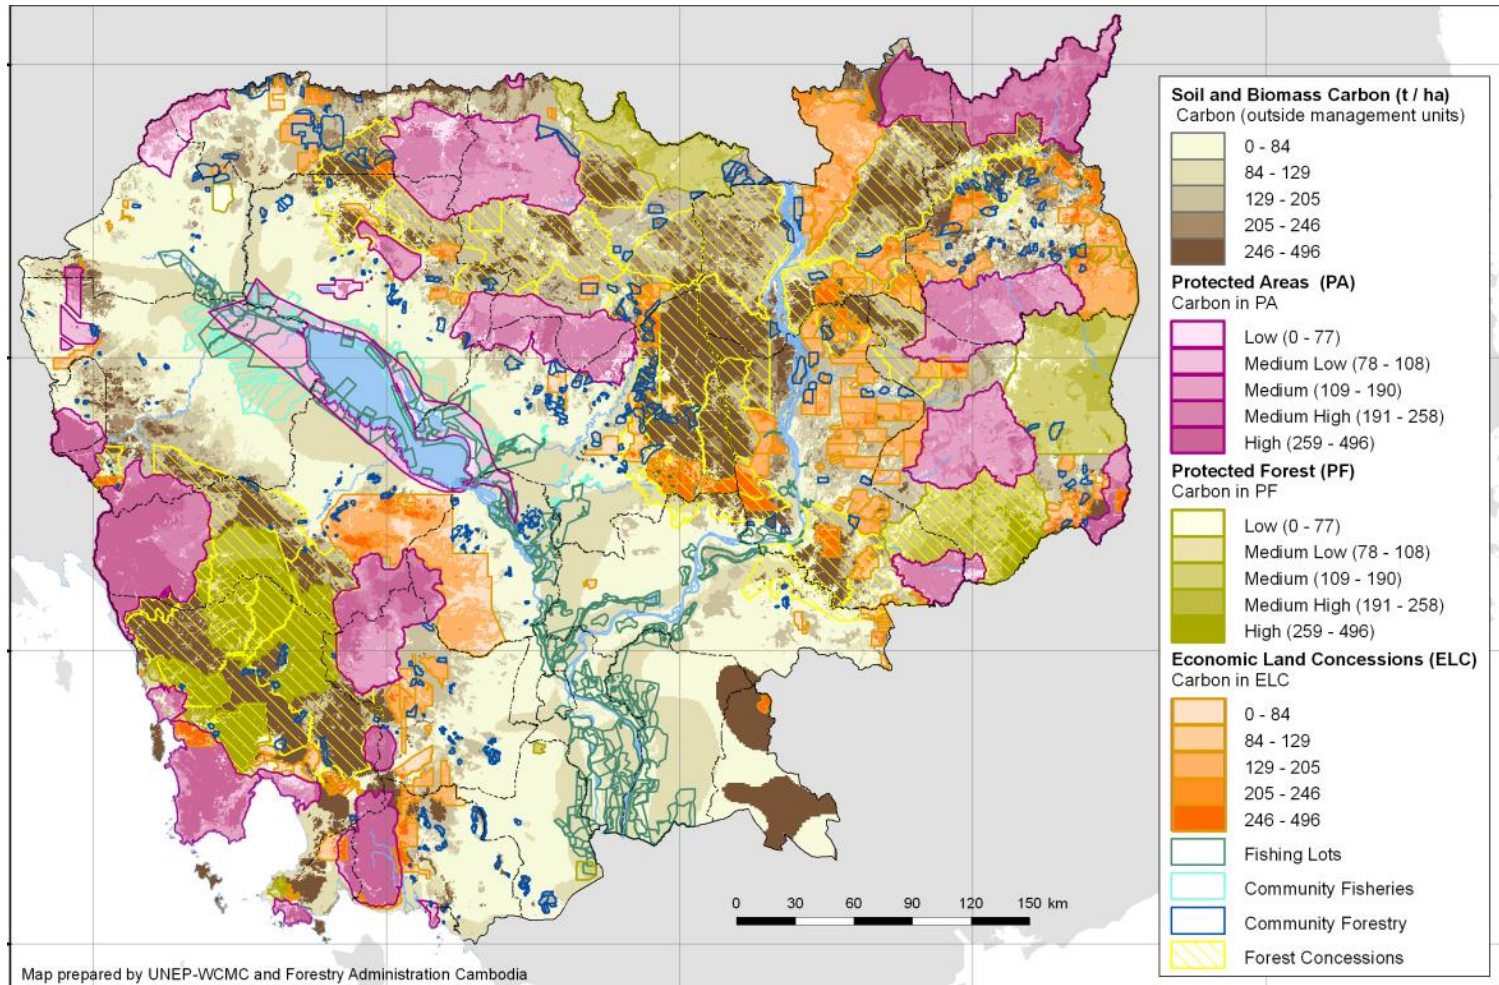 Soil and Biomass Carbon (t / ha)
Carbon (outside management units)
0 - 84
84 - 129
129 - 205
205 - 246
246 - 496
Protected Areas (PA)
Carbon in PA
Low (0 - 77)
Medium Low (78 - 108)
Medium (109 - 190)
Medium High (191 - 258)
High (259 - 496)
Protected Forest (PF)
Carbon in PF
Low (0 - 77)
Medium Low (78 - 108)
Medium (109 - 190)
Medium High (191 - 258)
High (259 - 496)
Economic Land Concessions (ELC)
Carbon in ELC
0 - 84
84 - 129
129 - 205
205 - 246
246 - 496
Fishing Lots
Community Fisheries
Community Forestry
Forest Concessions
0 30 60 90 120 150 km
Map prepared by UNEP-WCMC and Forestry Administration Cambodia